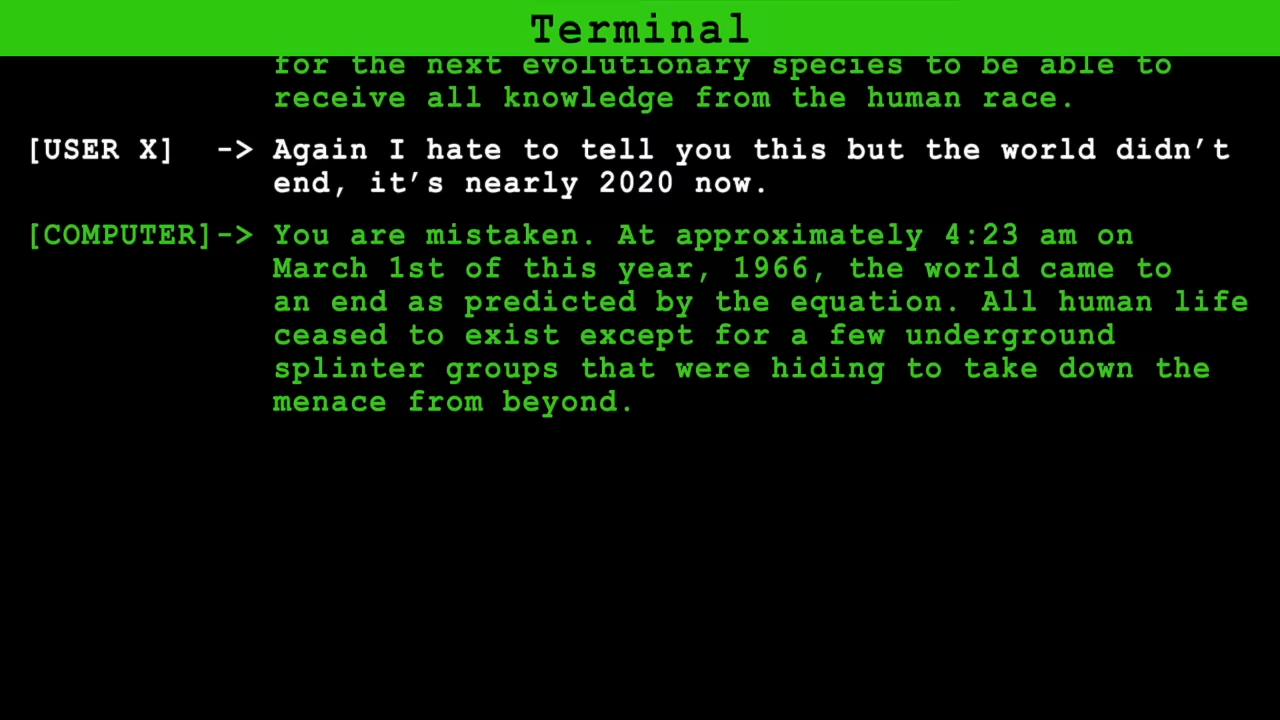 Terminal
for the next evolutionary species to be able to
receive all knowledge from the human race.
[USER X] -> Again I hate to tell you this but the world didn’t
end, it’s nearly 2020 now.
[COMPUTER]-> You are mistaken. At approximately 4:23 am on
March 1st of this year, 1966, the world came to
an end as predicted by the equation. All human life
ceased to exist except for a few underground
splinter groups that were hiding to take down the
menace from beyond.